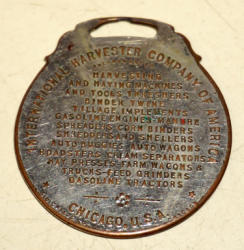 INTERNATIONAL HARVESTER COMPANY OF AMERICA
HARVESTING
AND HAYING MACHINES
AND TOOLS THRESHERS
BINDER TWINE
TILLAGE IMPLEMENTS
GASOLINE ENGINES-MANURE
SPREADERS CORN BINDERS
SHREDDERS AND SHELLERS
AUTO BUGGIES AUTO WAGONS
ROADSTERS CREAM SEPARATORS
HAY PRESSES FARM WAGONS &
TRUCKS-FEED GRINDERS
GASOLINE TRACTORS
CHICAGO U.S.A.